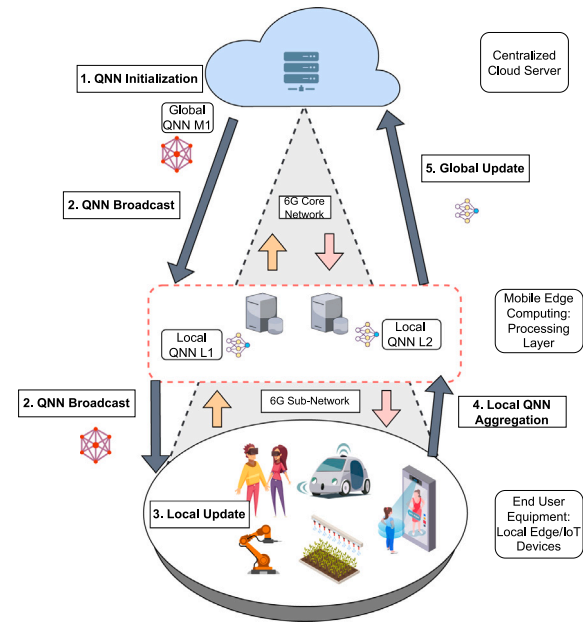 1. QNN Initialization
Centralized
Cloud Server
Global
QNN M1
5. Global Update
2. QNN Broadcast
6G Core
Network
Mobile Edge
Computing:
Processing
Layer
Local
QNN L1
Local
QNN L2
2. QNN Broadcast
6G Sub-Network
4. Local QNN
Aggregation
3. Local Update
End User
Equipment:
Local Edge/IoT
Devices